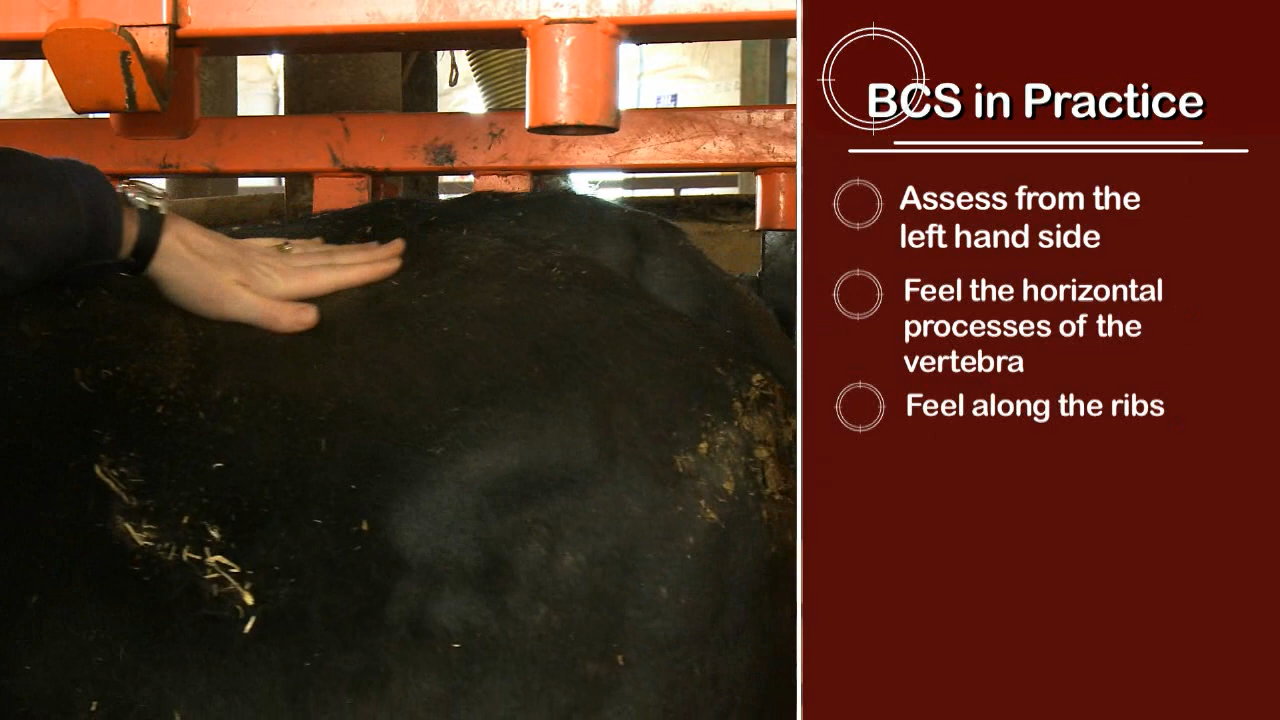 BCS in Practice
Assess from the
left hand side
Feel the horizontal
processes of the
vertebra
Feel along the ribs